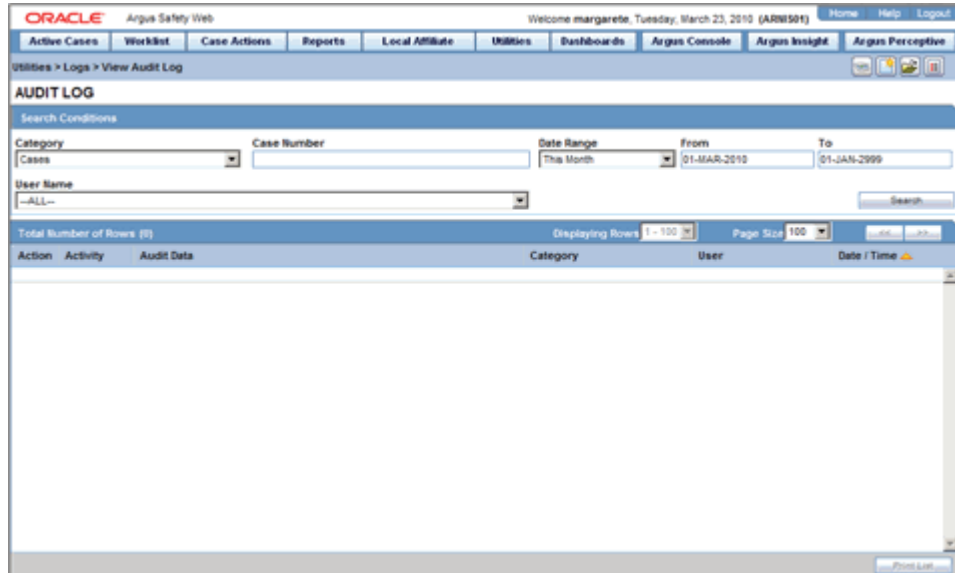 ORACLE Argus Safety Web Welcome margarete, Tuesday, March 23, 2010 (ARNIS01) Home Help Logout
Active Cases Worklist Case Actions Reports Local Affiliate Utilities Dashboards Argus Console Argus Insight Argus Perceptive
Utilities > Logs > View Audit Log
AUDIT LOG
Search Conditions
Category Case Number Date Range From To
Cases This Month 01-MAR-2010 01-JAN-2999
User Name
--ALL--
Search
Total Number of Rows (0) Displaying Rows 1 - 100 Page Size 100 << >>
Action Activity Audit Data Category User Date / Time
Print List